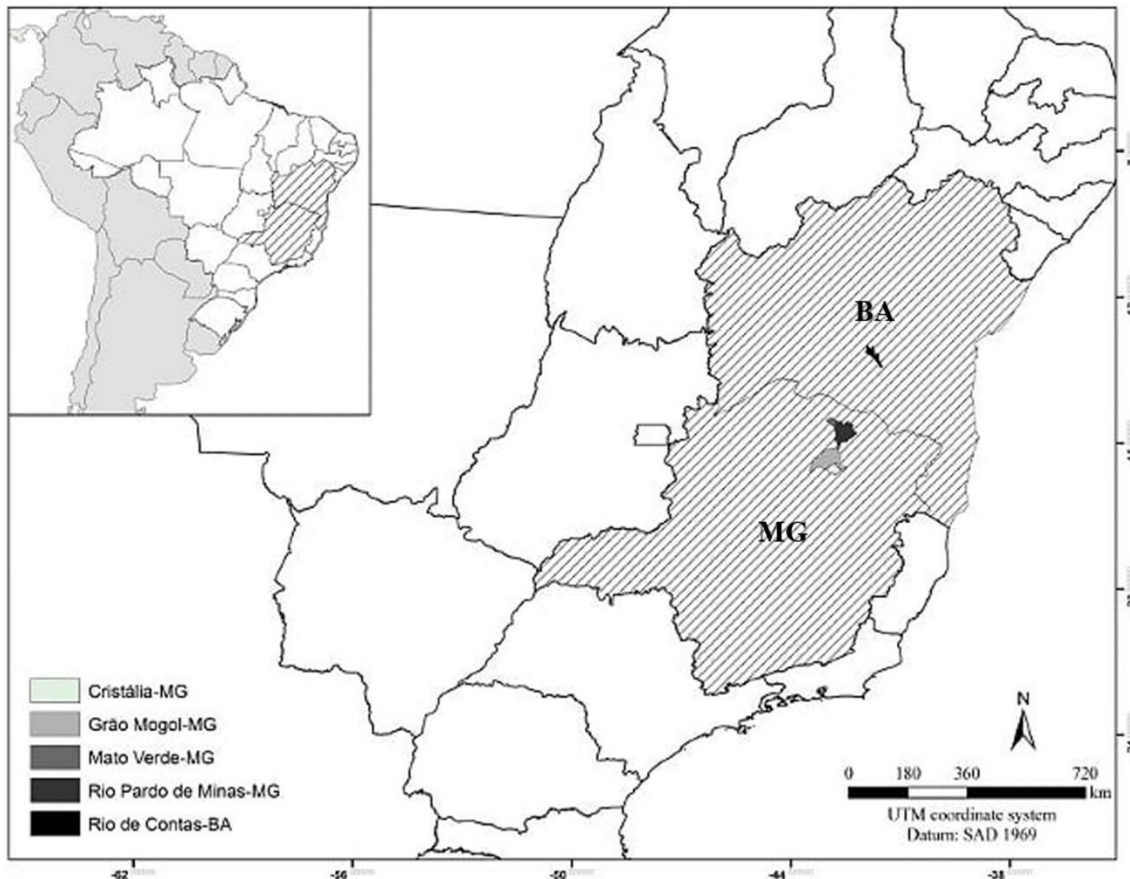 BA
MG
Cristália-MG
Grão Mogol-MG
Mato Verde-MG
Rio Pardo de Minas-MG
Rio de Contas-BA
N
0 180 360 720
km
UTM coordinate system
Datum: SAD 1969
-62 -56 -50 -44 -38